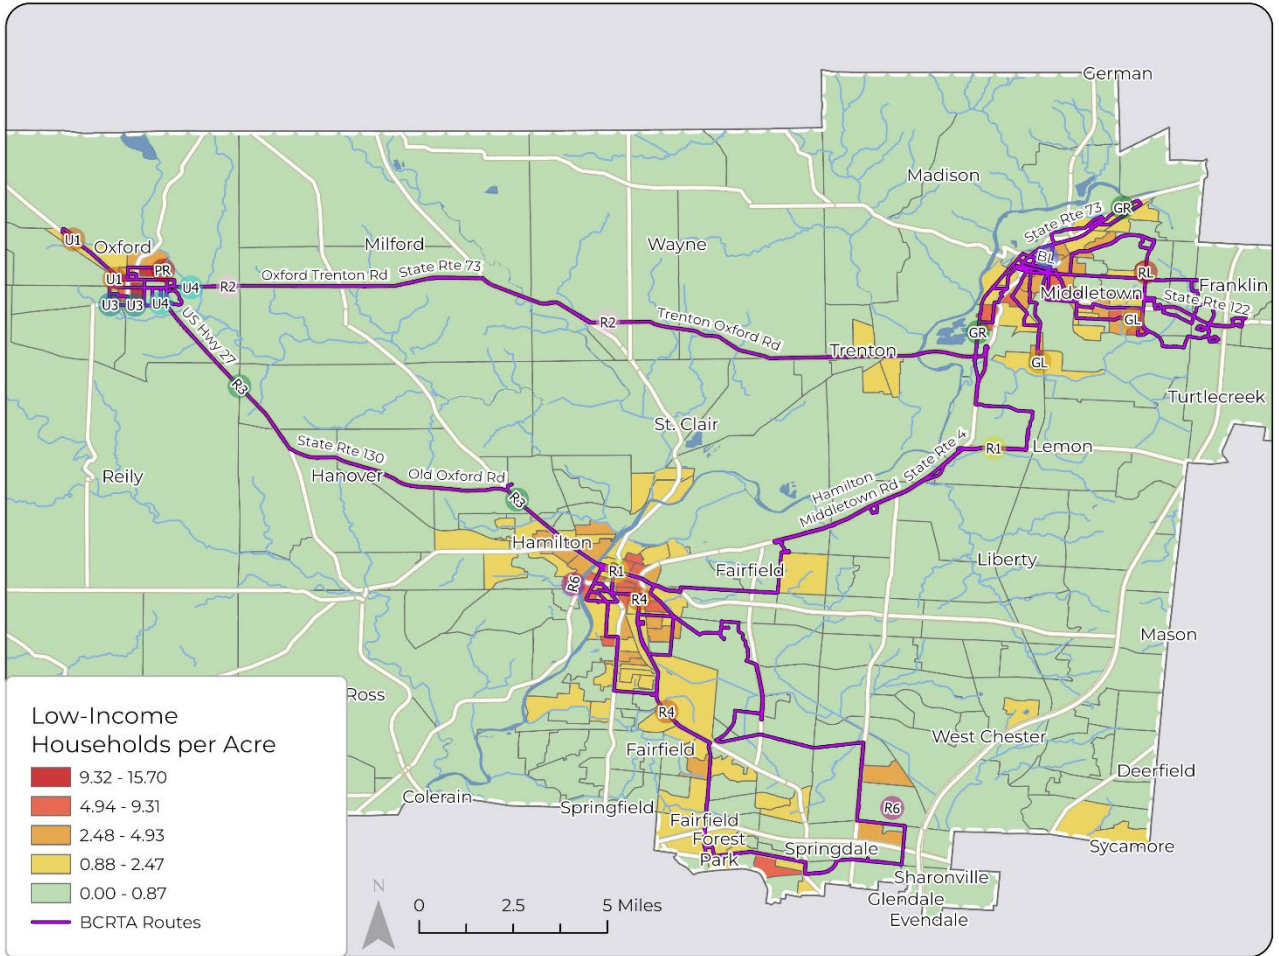 German
Madison
State Rte 73
GR
U1
Oxford
Milford
Wayne
BL
PR
U1
U4
R2
Oxford Trenton Rd
State Rte 73
RL
Franklin
Middletown
State Rte 122
U3
U3
U4
US Hwy 27
R2
Trenton Oxford Rd
GL
GR
Trenton
GL
R3
Turtlecreek
St. Clair
State Rte 130
Hanover
Old Oxford Rd
Reily
R3
R1
Lemon
Hamilton
Middletown Rd
State Rte 4
Hamilton
R1
R6
R4
Fairfield
Liberty
Mason
Ross
R4
Fairfield
West Chester
Deerfield
Colerain
Springfield
R6
Fairfield
Forest
Park
Springdale
Sycamore
Sharonville
Glendale
Evendale
Low-Income
Households per Acre
9.32 - 15.70
4.94 - 9.31
2.48 - 4.93
0.88 - 2.47
0.00 - 0.87
BCRTA Routes
N
0 2.5 5 Miles